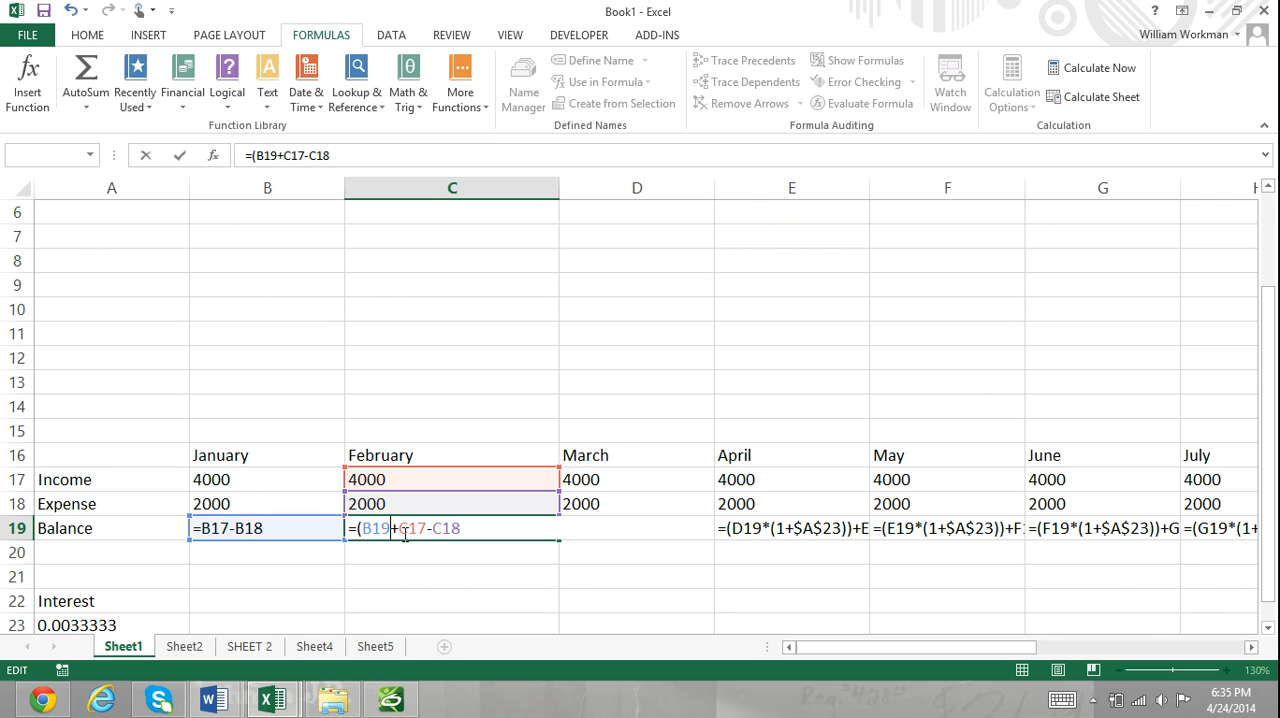 Book1 - Excel
?
FILE HOME INSERT PAGE LAYOUT FORMULAS DATA REVIEW VIEW DEVELOPER ADD-INS William Workman
Insert Function
AutoSum
Recently Used
Financial
Logical
Text
Date & Time
Lookup & Reference
Math & Trig
More Functions
Function Library
Name Manager
Define Name
Use in Formula
Create from Selection
Defined Names
Trace Precedents
Trace Dependents
Remove Arrows
Show Formulas
Error Checking
Evaluate Formula
Formula Auditing
Watch Window
Calculation Options
Calculate Now
Calculate Sheet
Calculation
fx =(B19+C17-C18
A B C D E F G H
6
7
8
9
10
11
12
13
14
15
16 January February March April May June July
17 Income 4000 4000 4000 4000 4000 4000 4000
18 Expense 2000 2000 2000 2000 2000 2000 2000
19 Balance =B17-B18 =(B19+C17-C18 =(D19*(1+$A$23))+E =(E19*(1+$A$23))+F =(F19*(1+$A$23))+G =(G19*(1+
20
21
22 Interest
23 0.0033333
Sheet1 Sheet2 SHEET 2 Sheet4 Sheet5
EDIT 130%
6:35 PM
4/24/2014